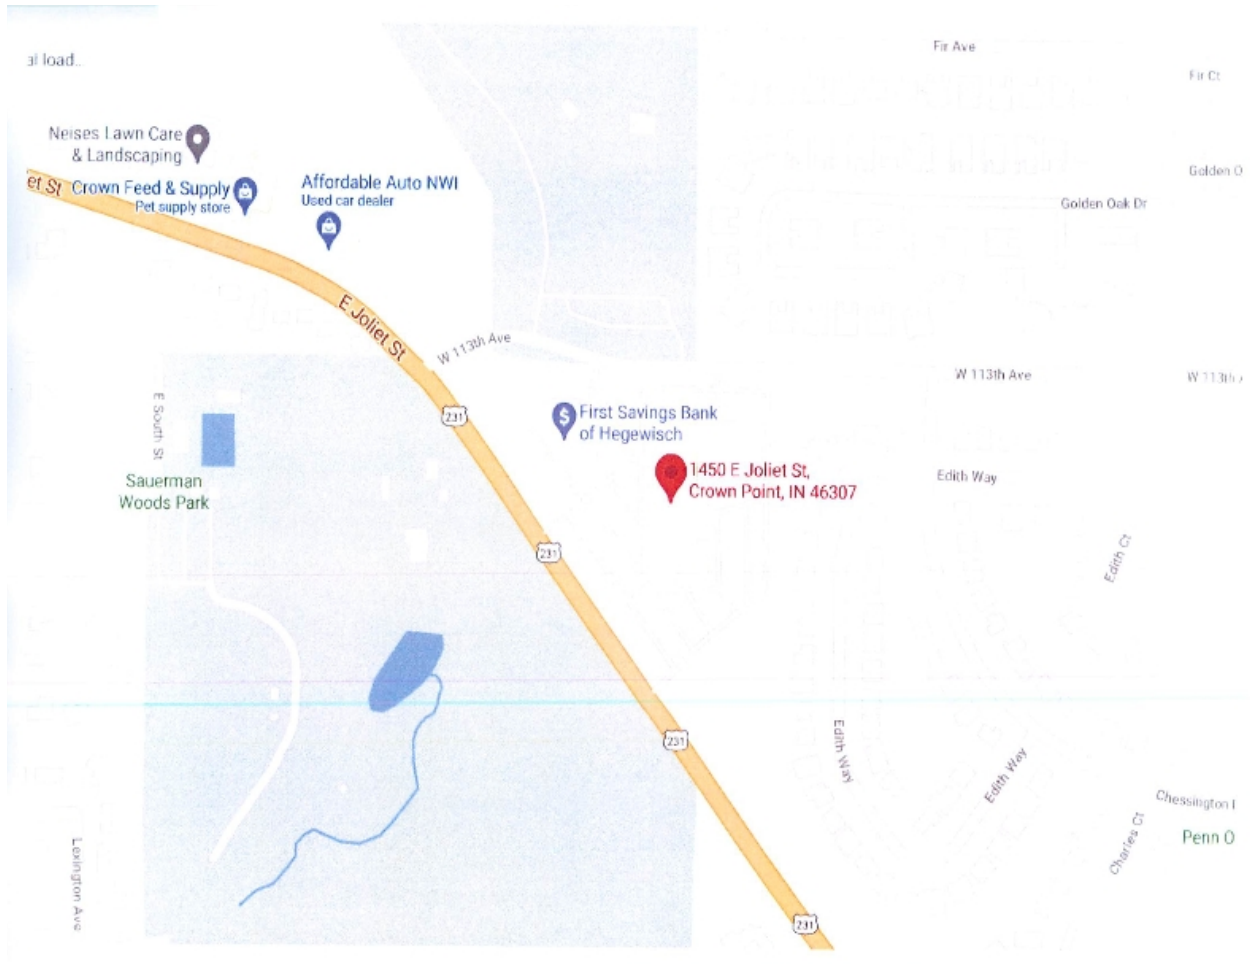 al load..
Fir Ave
Fir Ct
Neises Lawn Care
& Landscaping
et St
Crown Feed & Supply
Pet supply store
Affordable Auto NWI
Used car dealer
Golden O
Golden Oak Dr
E Joliet St
W 113th Ave
W 113th Ave
W 113th
231
E South St
First Savings Bank
of Hegewisch
1450 E Joliet St,
Crown Point, IN 46307
Sauerman
Woods Park
Edith Way
231
Edith Ct
231
Edith Way
Edith Way
Chessington
Charles Ct
Penn O
Lexington Ave
231